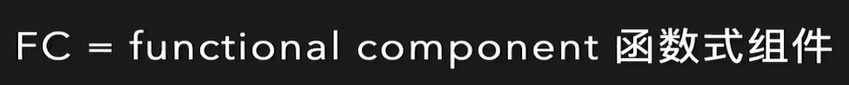 FC = functional component 函数式组件